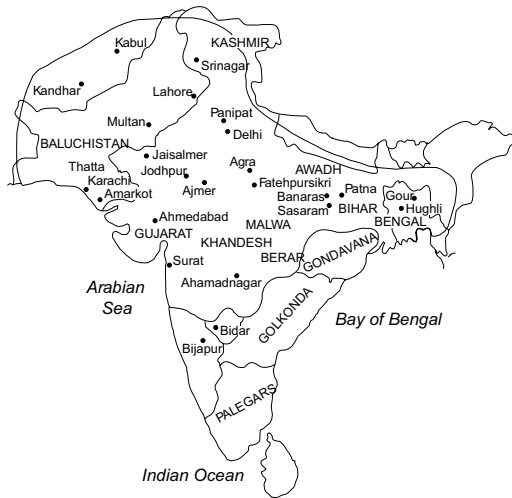 Kabul
KASHMIR
Srinagar
Kandhar
Lahore
Panipat
Multan
Delhi
BALUCHISTAN
Jaisalmer
Thatta
Jodhpur
Agra
AWADH
Karachi
Fatehpursikri
Patna
Amarkot
Ajmer
Banaras
Gour
Sasaram
BIHAR
Hughli
Ahmedabad
MALWA
BENGAL
GUJARAT
KHANDESH
GONDAVANA
Surat
BERAR
Arabian
Sea
Ahamadnagar
GOLKONDA
Bay of Bengal
Bidar
Bijapur
PALEGARS
Indian Ocean